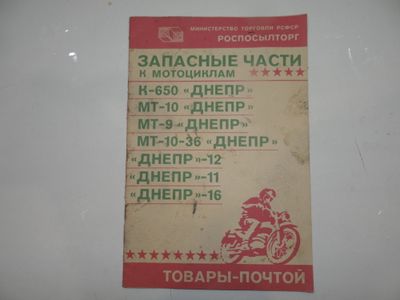 МИНИСТЕРСТВО ТОРГОВЛИ РСФСР
РОСПОСЫЛТОРГ
ЗАПАСНЫЕ ЧАСТИ
К МОТОЦИКЛАМ
К-650 «ДНЕПР»
МТ-10 «ДНЕПР»
МТ-9 «ДНЕПР»
МТ-10-36 «ДНЕПР»
«ДНЕПР»-12
«ДНЕПР»-11
«ДНЕПР»-16
ТОВАРЫ-ПОЧТОЙ